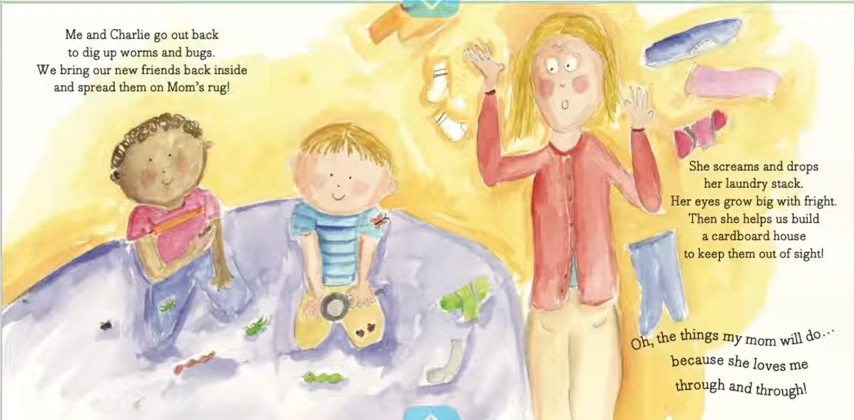 Me and Charlie go out back
to dig up worms and bugs.
We bring our new friends back inside
and spread them on Mom's rug!
She screams and drops
her laundry stack.
Her eyes grow big with fright.
Then she helps us build
a cardboard house
to keep them out of sight!
Oh, the things my mom will do...
because she loves me
through and through!